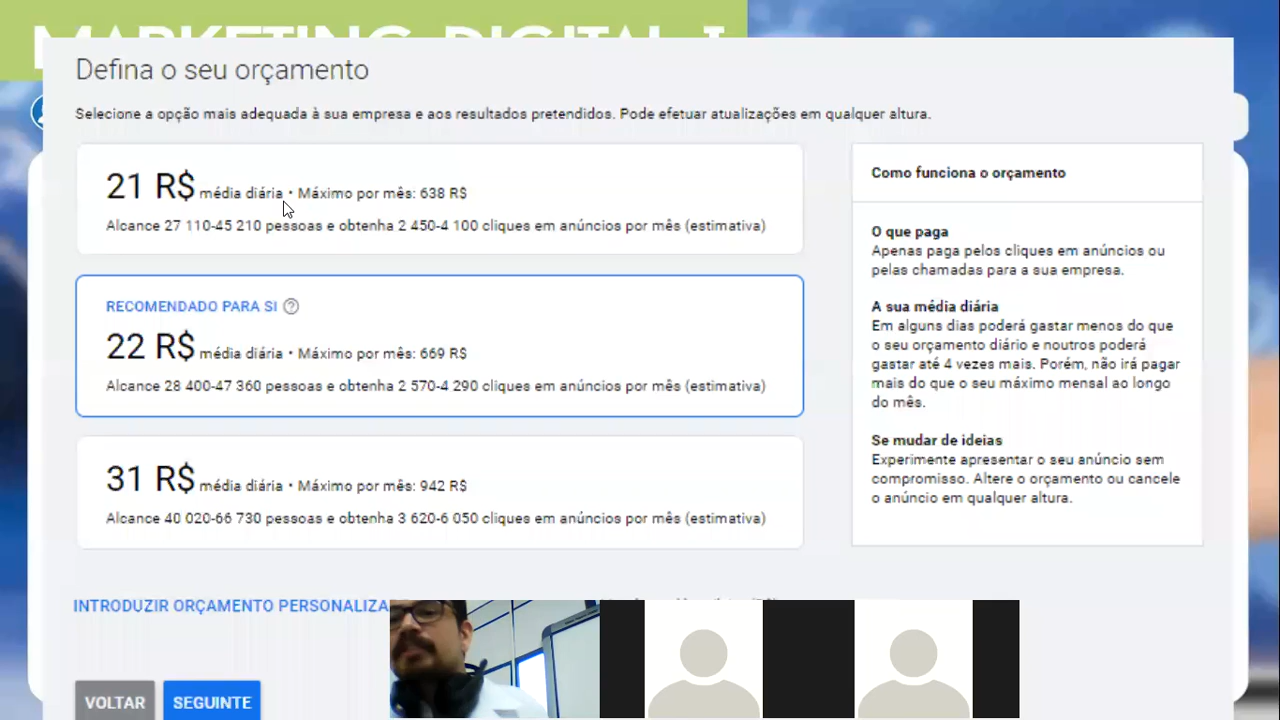 MARKETING DIGITAL I
Defina o seu orçamento
Selecione a opção mais adequada à sua empresa e aos resultados pretendidos. Pode efetuar atualizações em qualquer altura.
21 R$ média diária • Máximo por mês: 638 R$
Alcance 27 110-45 210 pessoas e obtenha 2 450-4 100 cliques em anúncios por mês (estimativa)
RECOMENDADO PARA SI
22 R$ média diária • Máximo por mês: 669 R$
Alcance 28 400-47 360 pessoas e obtenha 2 570-4 290 cliques em anúncios por mês (estimativa)
31 R$ média diária • Máximo por mês: 942 R$
Alcance 40 020-66 730 pessoas e obtenha 3 620-6 050 cliques em anúncios por mês (estimativa)
Como funciona o orçamento
O que paga
Apenas paga pelos cliques em anúncios ou
pelas chamadas para a sua empresa.
A sua média diária
Em alguns dias poderá gastar menos do que
o seu orçamento diário e noutros poderá
gastar até 4 vezes mais. Porém, não irá pagar
mais do que o seu máximo mensal ao longo
do mês.
Se mudar de ideias
Experimente apresentar o seu anúncio sem
compromisso. Altere o orçamento ou cancele
o anúncio em qualquer altura.
INTRODUZIR ORÇAMENTO PERSONALIZA
VOLTAR
SEGUINTE